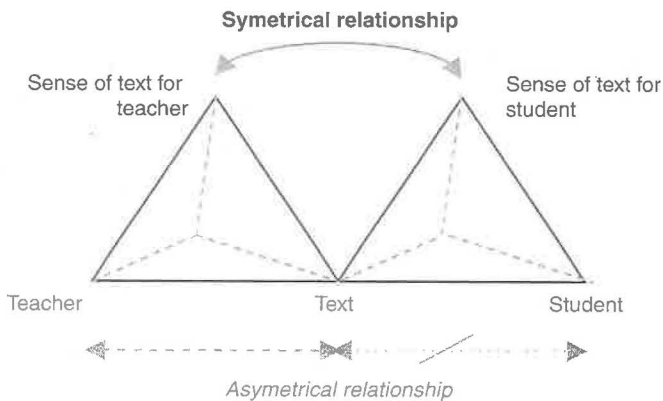 Symetrical relationship
Sense of text for
teacher
Sense of text for
student
Teacher
Text
Student
Asymetrical relationship